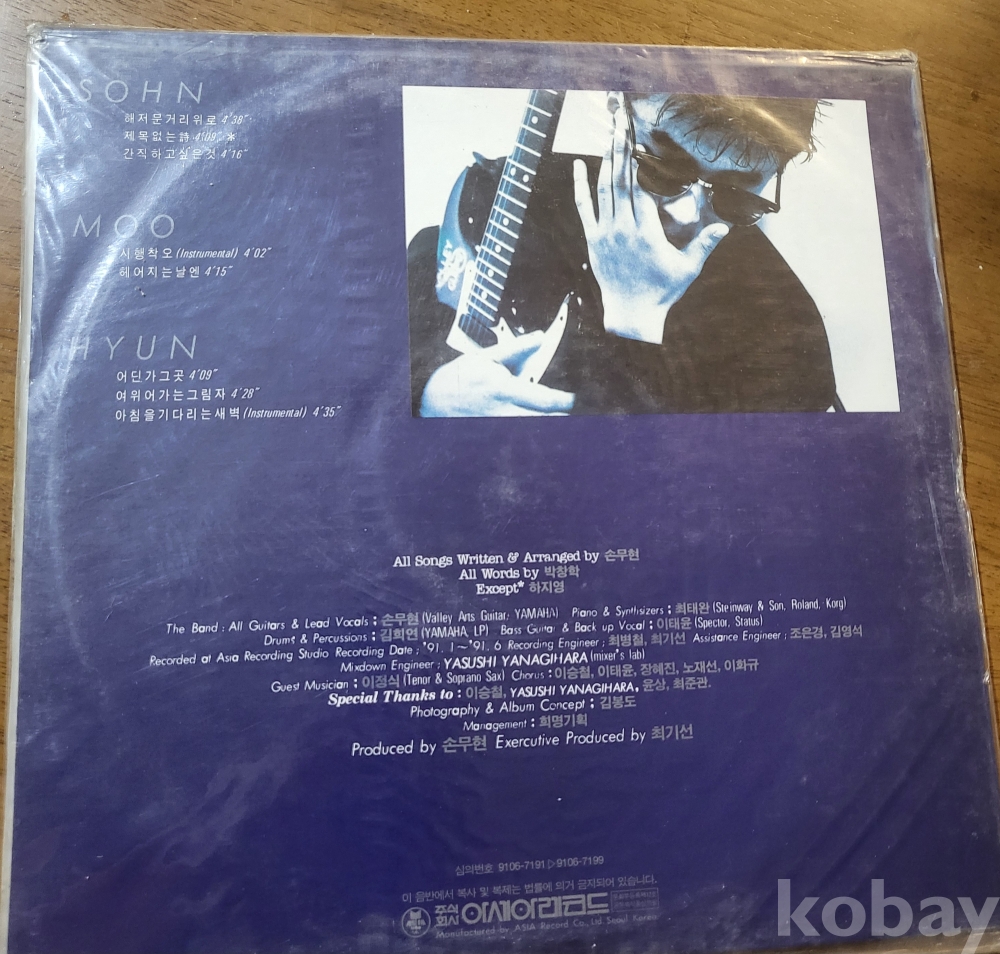 SOHN
해저문거리위로 4'38"
제목없는詩 4'09" *
간직하고싶은것 4'16"
MOO
시행착오 (Instrumental) 4'02"
헤어지는날엔 4'15"
HYUN
어딘가그곳 4'09"
여위어가는그림자 4'28"
아침을기다리는새벽 (Instrumental) 4'35"
All Songs Written & Arranged by 손무현
All Words by 박창학
Except* 하지영
The Band : All Guitars & Lead Vocals : 손무현 (Valley Arts Guitar, YAMAHA) Piano & Synthsizers : 최태완 (Steinway & Son, Roland, Korg)
Drums & Percussions : 김희연 (YAMAHA, LP) Bass Guitar & Back up Vocal : 이태윤 (Spector, Status)
Recorded at Asia Recording Studio Recording Date ; '91. 1~'91. 6 Recording Engineer ; 최병철, 최기선 Assistance Engineer ; 조은경, 김영석
Mixdown Engineer ; YASUSHI YANAGIHARA (mixer's lab)
Guest Musician ; 이정식 (Tenor & Soprano Sax) Chorus : 이승철, 이태윤, 장혜진, 노재선, 이화규
Special Thanks to : 이승철, YASUSHI YANAGIHARA, 윤상, 최준관.
Photography & Album Concept : 김봉도
Management : 희명기획
Produced by 손무현 Exercutive Produced by 최기선
심의번호 9106-7191▷9106-7199
이 음반에서 복사 및 복제는 법률에 의거 금지되어 있습니다.
주식회사 아세아레코드
Manufactured by ASIA Record Co., Ltd Seoul Korea
kobay